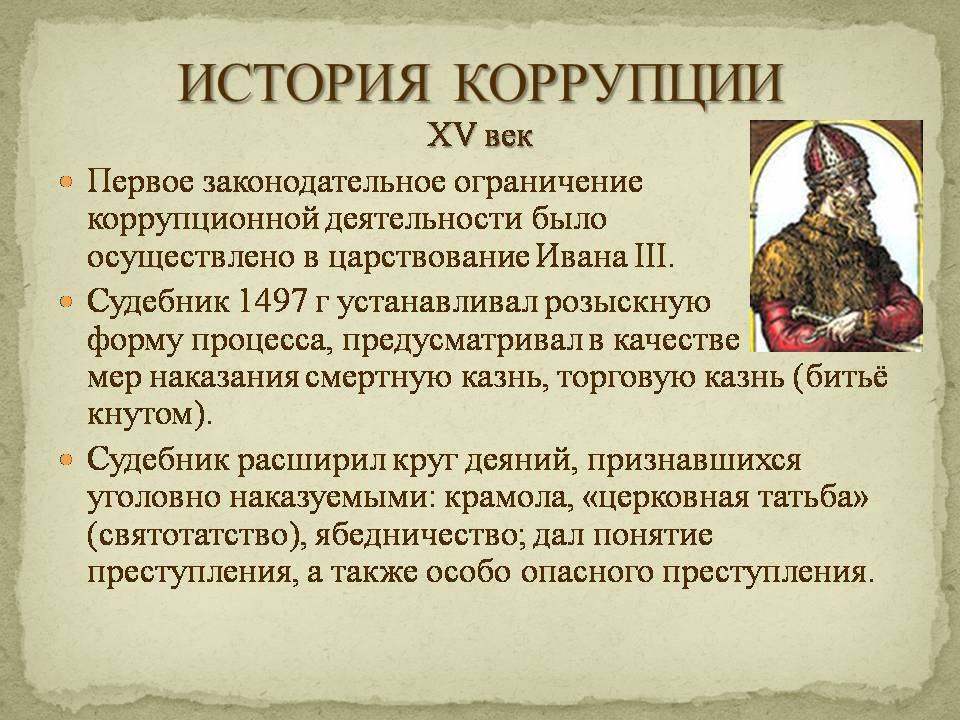 ИСТОРИЯ КОРРУПЦИИ
XV век
Первое законодательное ограничение
коррупционной деятельности было
осуществлено в царствование Ивана III.
Судебник 1497 г устанавливал розыскную
форму процесса, предусматривал в качестве
мер наказания смертную казнь, торговую казнь (битьё
кнутом).
Судебник расширил круг деяний, признавшихся
уголовно наказуемыми: крамола, «церковная татьба»
(святотатство), ябедничество; дал понятие
преступления, а также особо опасного преступления.